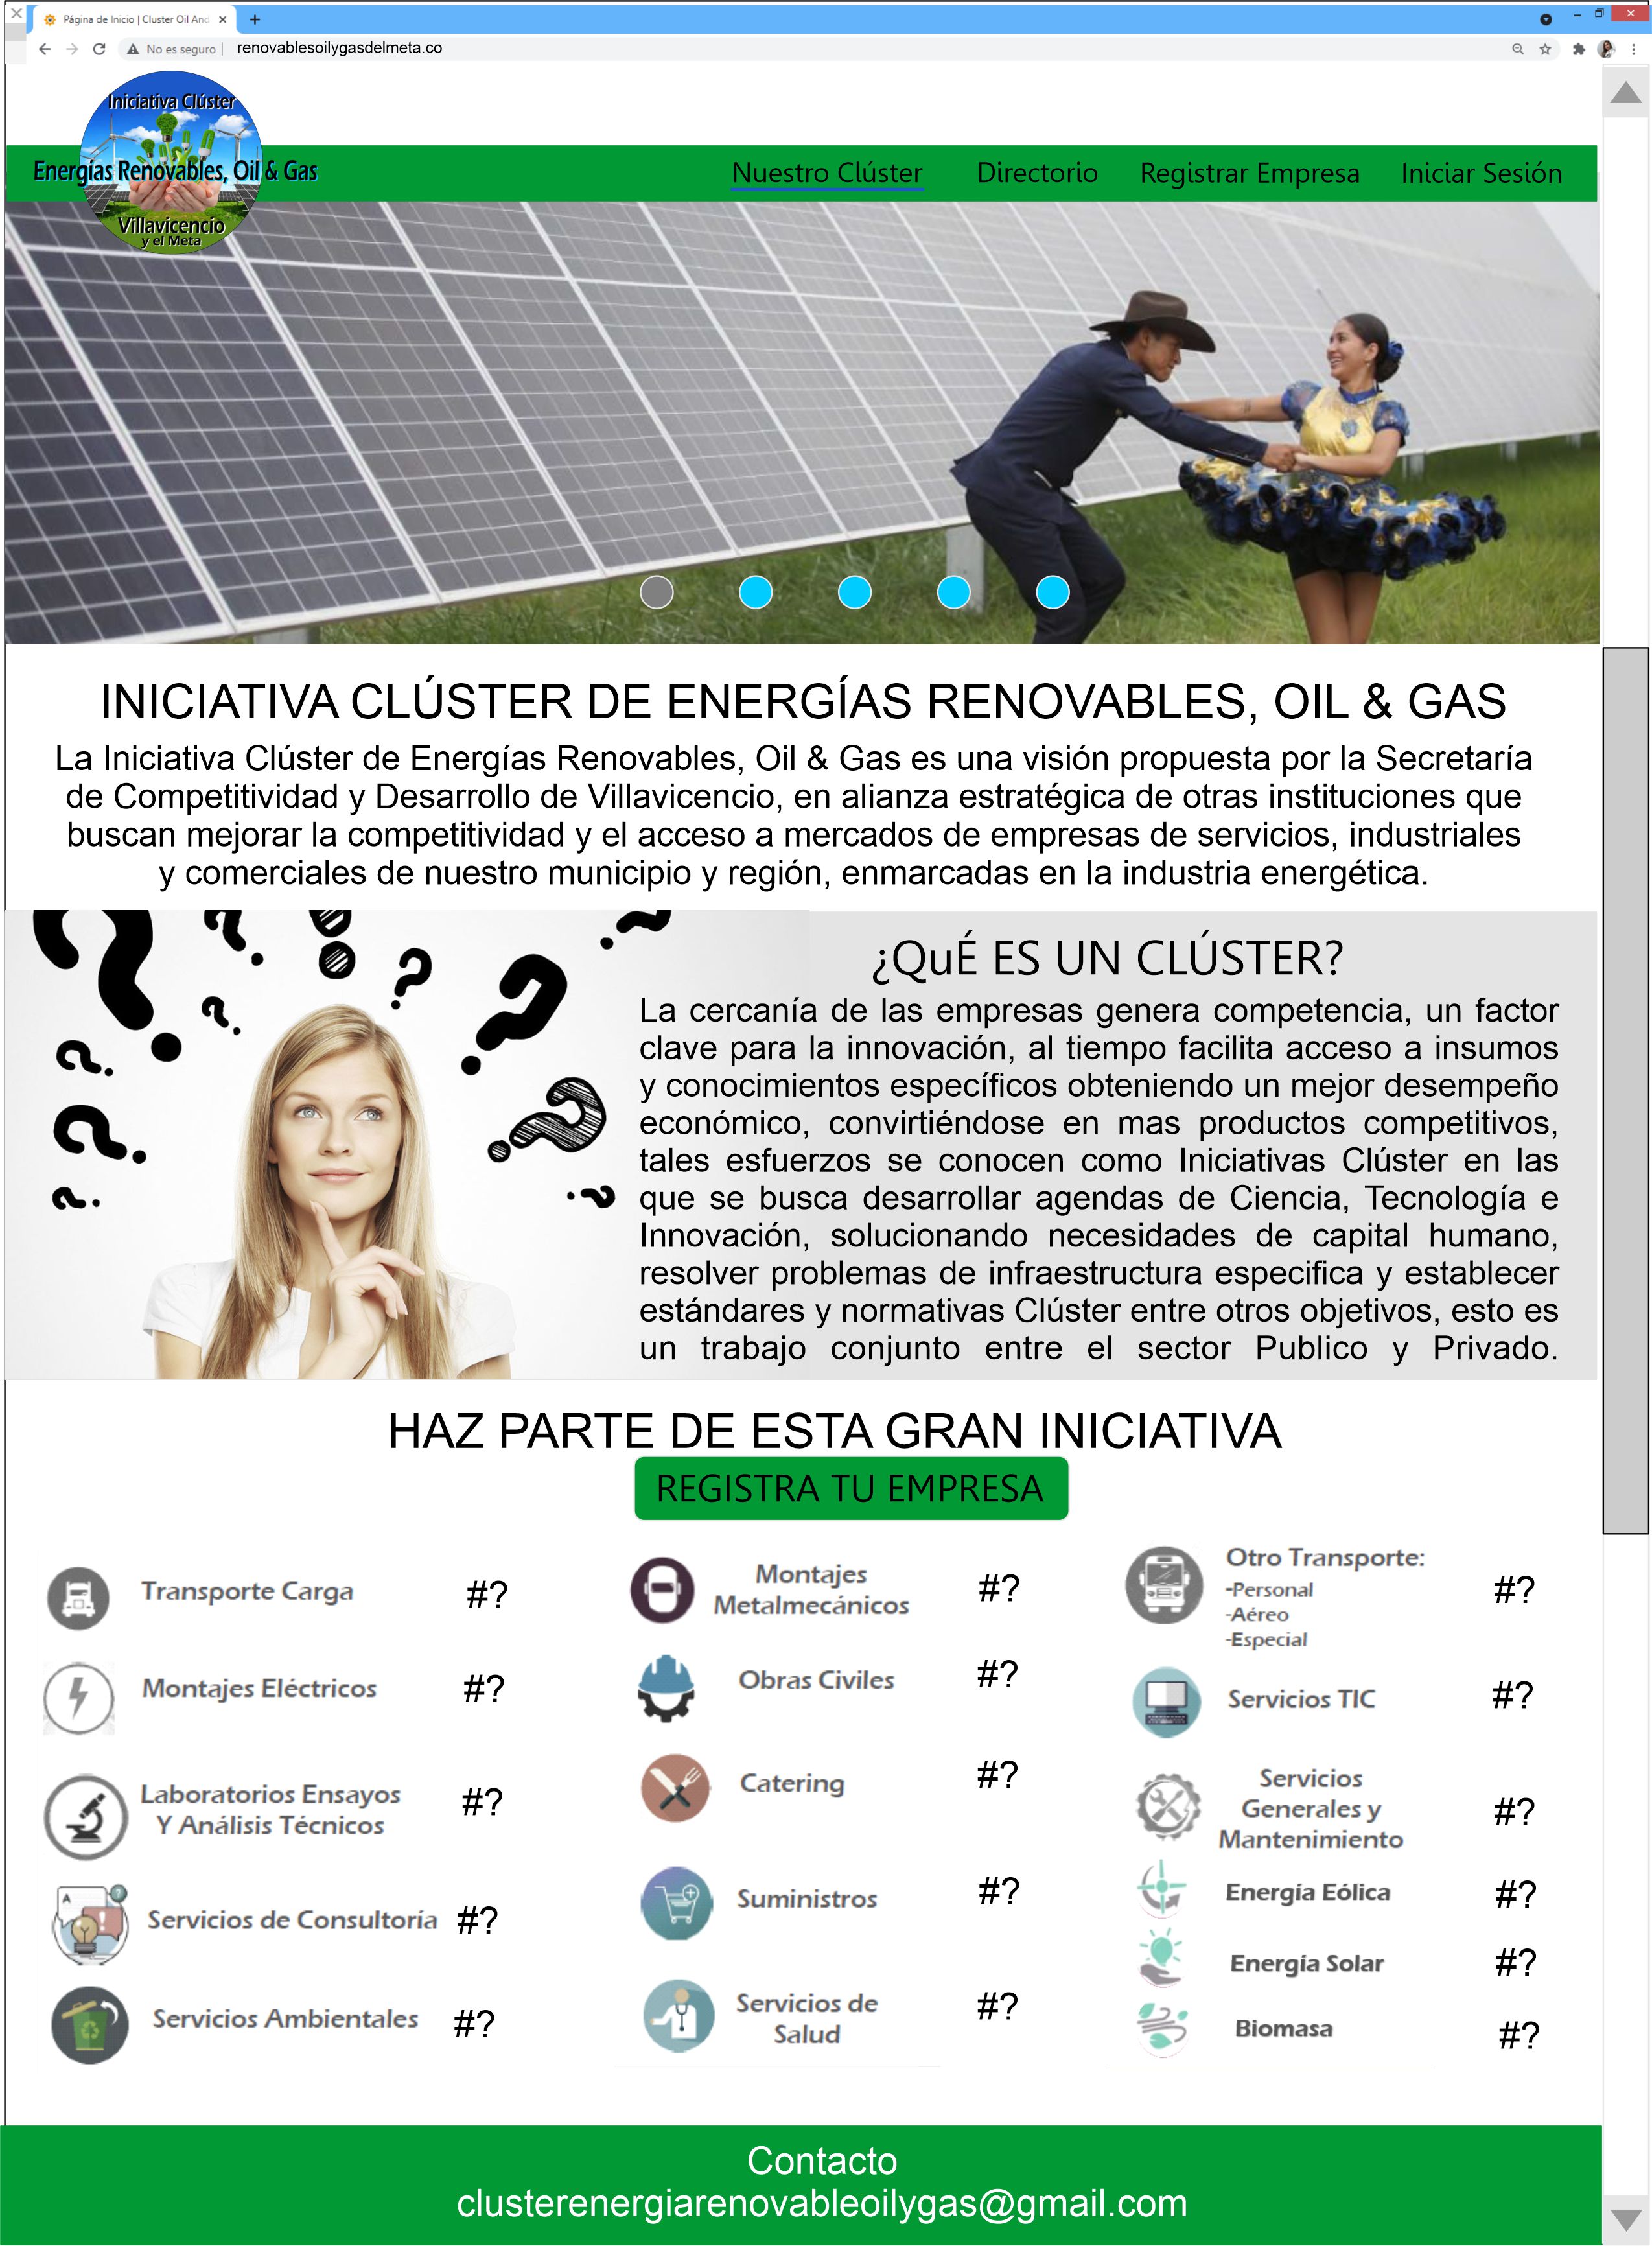 Página de Inicio | Cluster Oil And
No es seguro | renovablesoilygasdelmeta.co
Iniciativa Clúster
Energías Renovables, Oil & Gas
Villavicencio
y el Meta
Nuestro Clúster Directorio Registrar Empresa Iniciar Sesión
INICIATIVA CLÚSTER DE ENERGÍAS RENOVABLES, OIL & GAS
La Iniciativa Clúster de Energías Renovables, Oil & Gas es una visión propuesta por la Secretaría
de Competitividad y Desarrollo de Villavicencio, en alianza estratégica de otras instituciones que
buscan mejorar la competitividad y el acceso a mercados de empresas de servicios, industriales
y comerciales de nuestro municipio y región, enmarcadas en la industria energética.
¿QuÉ ES UN CLÚSTER?
La cercanía de las empresas genera competencia, un factor
clave para la innovación, al tiempo facilita acceso a insumos
y conocimientos específicos obteniendo un mejor desempeño
económico, convirtiéndose en mas productos competitivos,
tales esfuerzos se conocen como Iniciativas Clúster en las
que se busca desarrollar agendas de Ciencia, Tecnología e
Innovación, solucionando necesidades de capital humano,
resolver problemas de infraestructura especifica y establecer
estándares y normativas Clúster entre otros objetivos, esto es
un trabajo conjunto entre el sector Publico y Privado.
HAZ PARTE DE ESTA GRAN INICIATIVA
REGISTRA TU EMPRESA
Transporte Carga #?
Montajes Eléctricos #?
Laboratorios Ensayos
Y Análisis Técnicos #?
Servicios de Consultoría #?
Servicios Ambientales #?
Montajes
Metalmecánicos #?
Obras Civiles #?
Catering #?
Suministros #?
Servicios de
Salud #?
Otro Transporte:
-Personal #?
-Aéreo
-Especial
Servicios TIC #?
Servicios
Generales y #?
Mantenimiento
Energía Eólica #?
Energía Solar #?
Biomasa #?
Contacto
clusterenergiarenovableoilygas@gmail.com